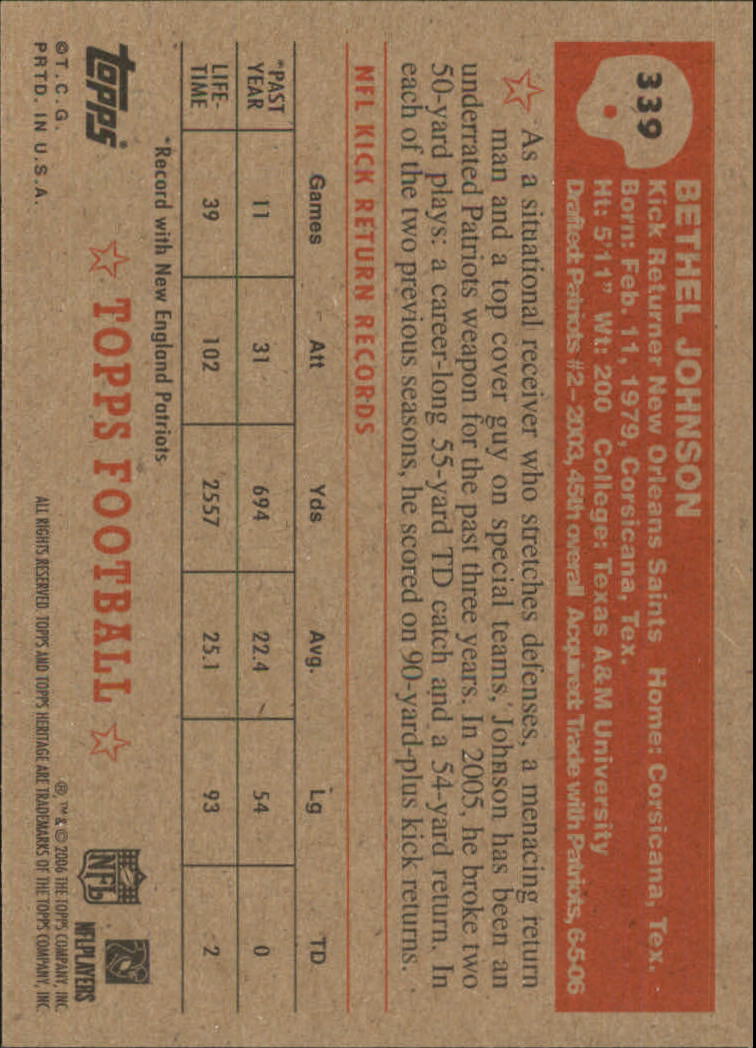 339
BETHEL JOHNSON
Kick Returner New Orleans Saints Home: Corsicana, Tex.
Born: Feb. 11, 1979, Corsicana, Tex.
Ht: 5'11" Wt: 200 College: Texas A&M University
Drafted: Patriots #2-2003, 45th overall Acquired: Trade with Patriots, 6-5-06
As a situational receiver who stretches defenses, a menacing return
man and a top cover guy on special teams, Johnson has been an
underrated Patriots weapon for the past three years. In 2005, he broke two
50-yard plays: a career-long 55-yard TD catch and a 54-yard return. In
each of the two previous seasons, he scored on 90-yard-plus kick returns.
NFL KICK RETURN RECORDS
Games Att Yds Avg. Lg TD
*PAST YEAR 11 31 694 22.4 54 0
LIFE-TIME 39 102 2557 25.1 93 2
*Record with New England Patriots
topps
TOPPS FOOTBALL
NFL
NFLPLAYERS
©T.C.G.
PRTD. IN U.S.A.
®, ™ & © 2006 THE TOPPS COMPANY, INC.
ALL RIGHTS RESERVED. TOPPS AND TOPPS HERITAGE ARE TRADEMARKS OF THE TOPPS COMPANY, INC.